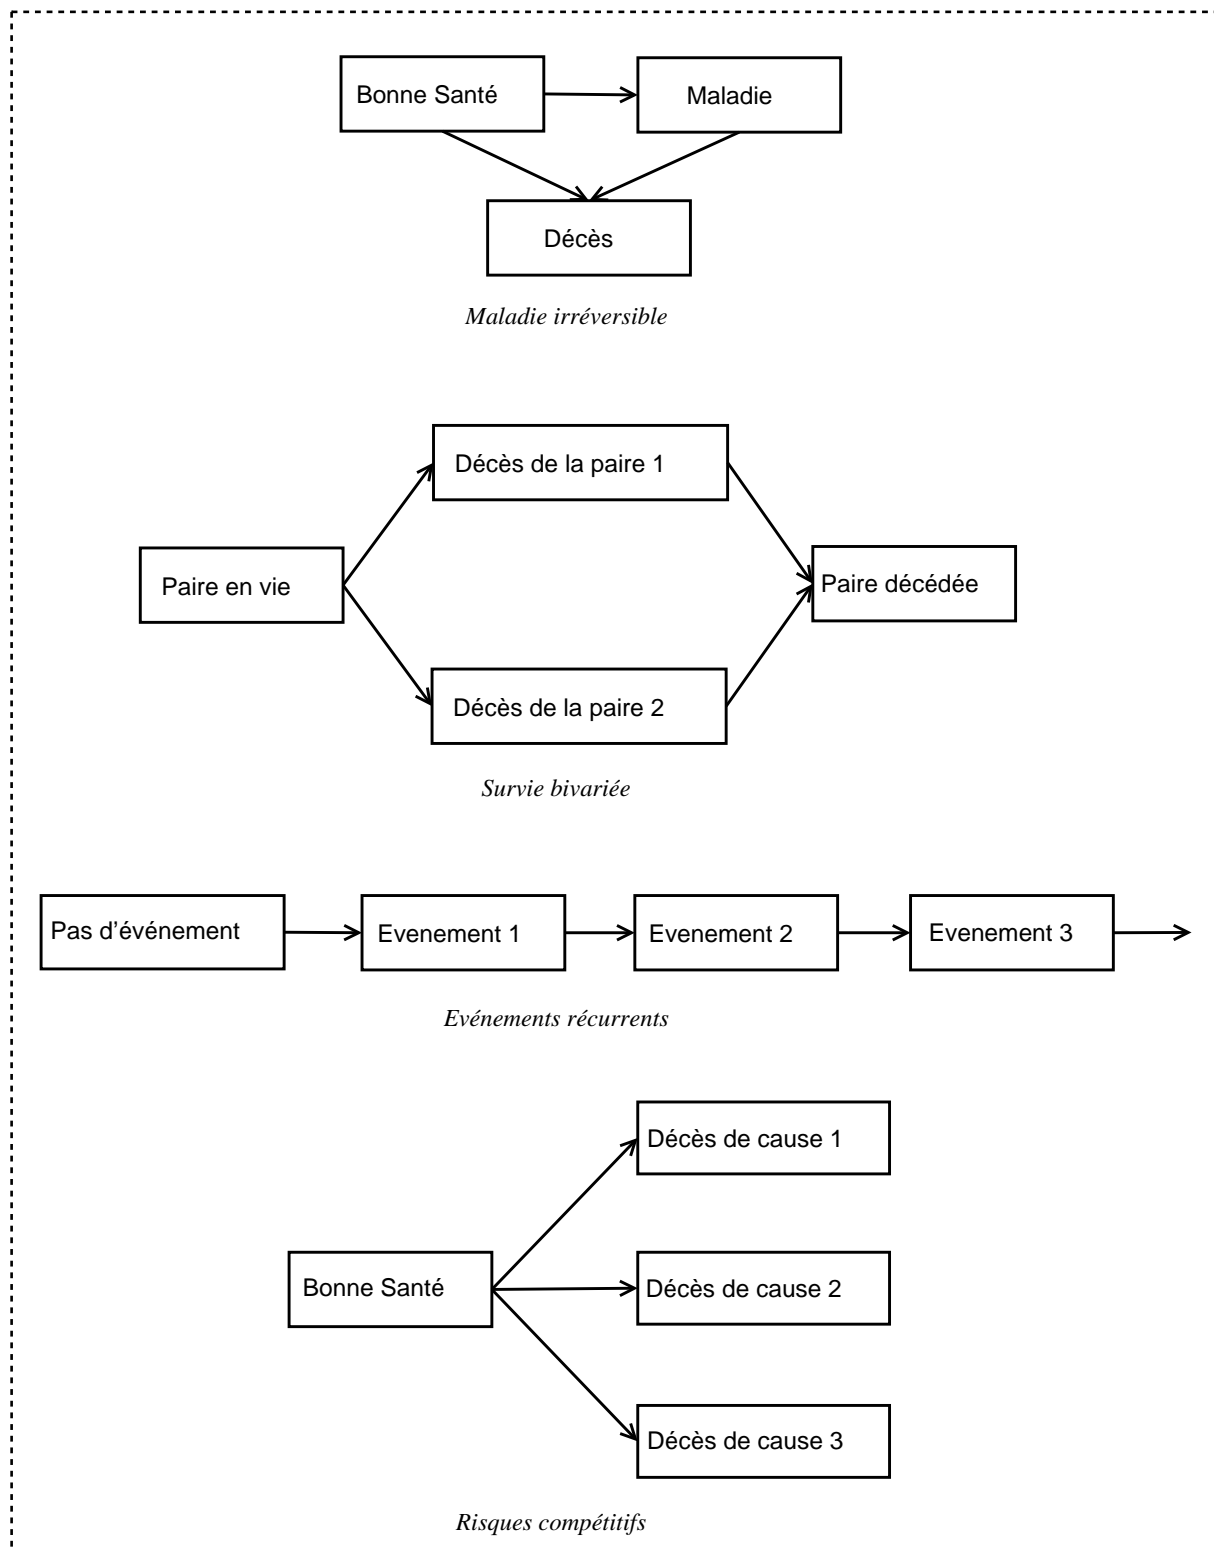 Bonne Santé
Maladie
Décès
Maladie irréversible
Décès de la paire 1
Paire en vie
Paire décédée
Décès de la paire 2
Survie bivariée
Pas d’événement
Evenement 1
Evenement 2
Evenement 3
Evénements récurrents
Décès de cause 1
Bonne Santé
Décès de cause 2
Décès de cause 3
Risques compétitifs